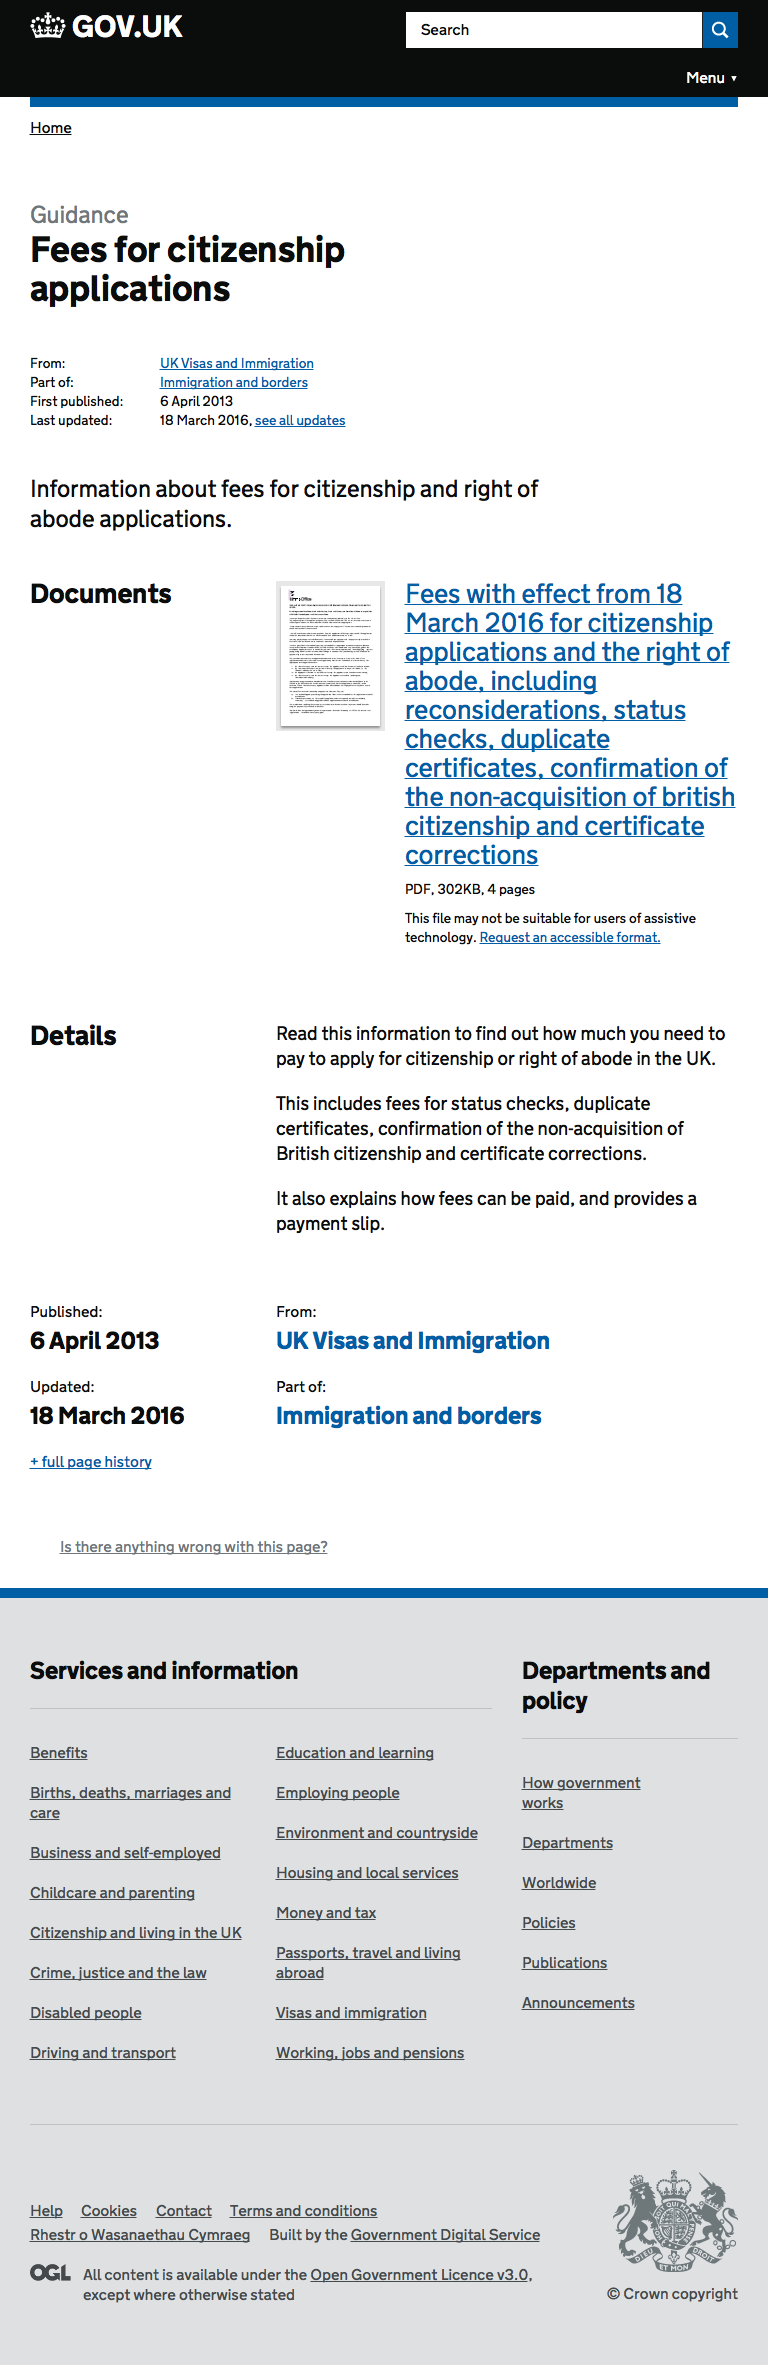 GOV.UK
Search
Menu ▼
Home
Guidance
Fees for citizenship
applications
From: UK Visas and Immigration
Part of: Immigration and borders
First published: 6 April 2013
Last updated: 18 March 2016, see all updates
Information about fees for citizenship and right of
abode applications.
Documents
Fees with effect from 18
March 2016 for citizenship
applications and the right of
abode, including
reconsiderations, status
checks, duplicate
certificates, confirmation of
the non-acquisition of british
citizenship and certificate
corrections
PDF, 302KB, 4 pages
This file may not be suitable for users of assistive
technology. Request an accessible format.
Details
Read this information to find out how much you need to
pay to apply for citizenship or right of abode in the UK.
This includes fees for status checks, duplicate
certificates, confirmation of the non-acquisition of
British citizenship and certificate corrections.
It also explains how fees can be paid, and provides a
payment slip.
Published:
6 April 2013
From:
UK Visas and Immigration
Updated:
18 March 2016
Part of:
Immigration and borders
+ full page history
Is there anything wrong with this page?
Services and information
Benefits
Births, deaths, marriages and
care
Business and self-employed
Childcare and parenting
Citizenship and living in the UK
Crime, justice and the law
Disabled people
Driving and transport
Education and learning
Employing people
Environment and countryside
Housing and local services
Money and tax
Passports, travel and living
abroad
Visas and immigration
Working, jobs and pensions
Departments and
policy
How government
works
Departments
Worldwide
Policies
Publications
Announcements
Help Cookies Contact Terms and conditions
Rhestr o Wasanaethau Cymraeg Built by the Government Digital Service
OGL All content is available under the Open Government Licence v3.0,
except where otherwise stated
© Crown copyright